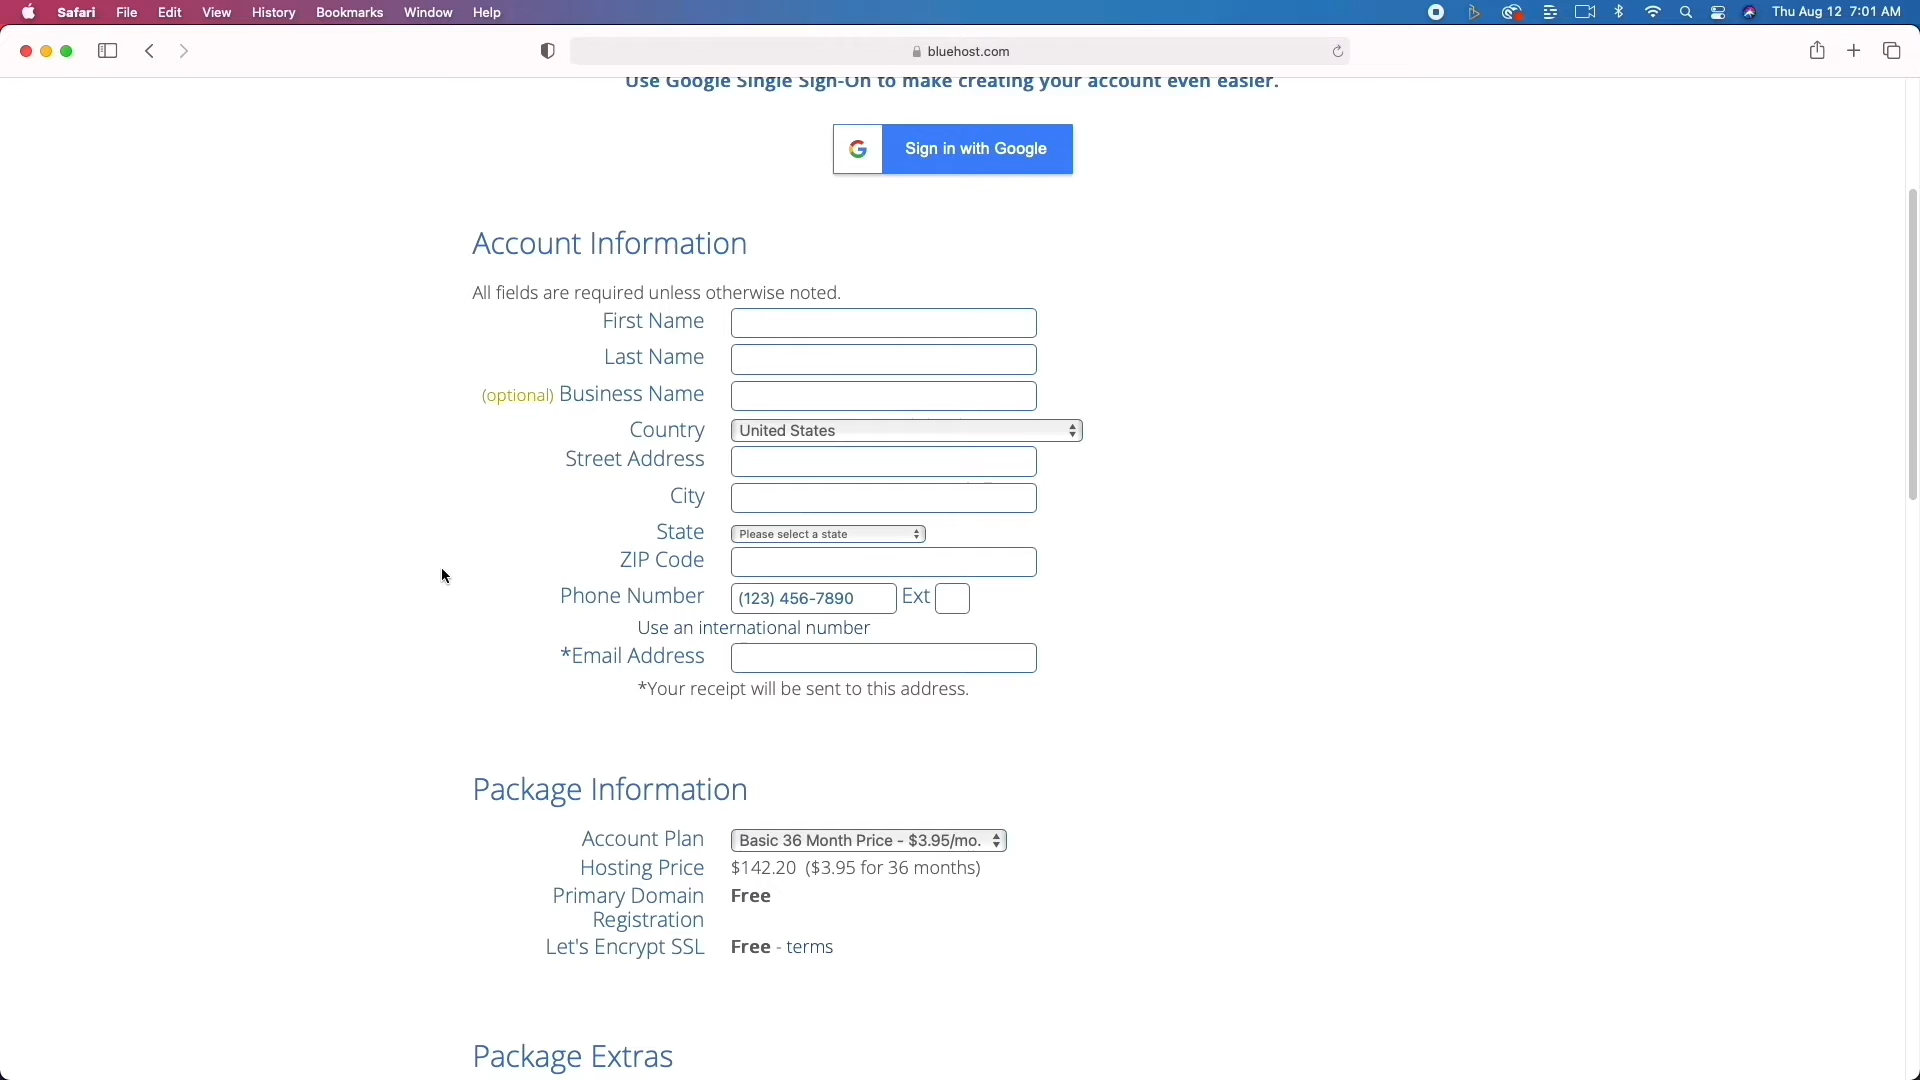 Safari File Edit View History Bookmarks Window Help Thu Aug 12 7:01 AM
bluehost.com
Use Google Single Sign-On to make creating your account even easier.
Sign in with Google
Account Information
All fields are required unless otherwise noted.
First Name
Last Name
(optional) Business Name
Country United States
Street Address
City
State Please select a state
ZIP Code
Phone Number (123) 456-7890 Ext
Use an international number
*Email Address
*Your receipt will be sent to this address.
Package Information
Account Plan Basic 36 Month Price - $3.95/mo.
Hosting Price $142.20 ($3.95 for 36 months)
Primary Domain Free
Registration
Let's Encrypt SSL Free - terms
Package Extras